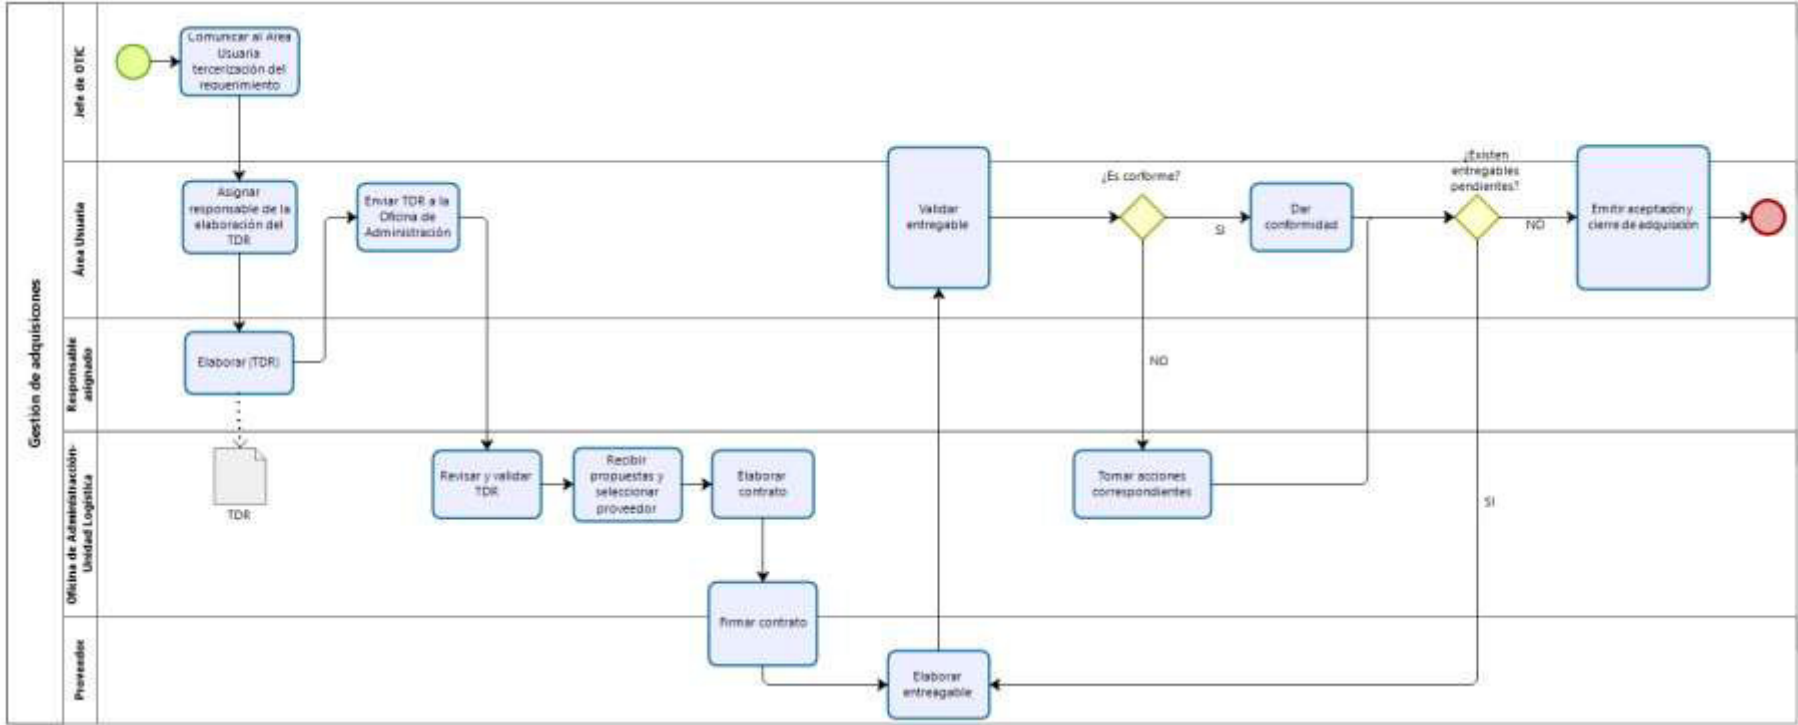 Gestión de adquisicones
Jefe de OTIC
Comunicar al Área
Usuaria
tercerización del
requerimiento
Área Usuaria
Asignar
responsable de la
elaboración del
TDR
Enviar TDR a la
Oficina de
Administración
Validar
entregable
¿Es conforme?
SI
NO
Dar
conformidad
¿Existen
entregables
pendientes?
NO
SI
Emitir aceptación y
cierre de adquisición
Responsable
asignado
Elaborar (TDR)
TDR
Oficina de Administración-
Unidad Logística
Revisar y validar
TDR
Recibir
propuestas y
seleccionar
proveedor
Elaborar
contrato
Tomar acciones
correspondientes
Firmar contrato
Proveedor
Elaborar
entreagable